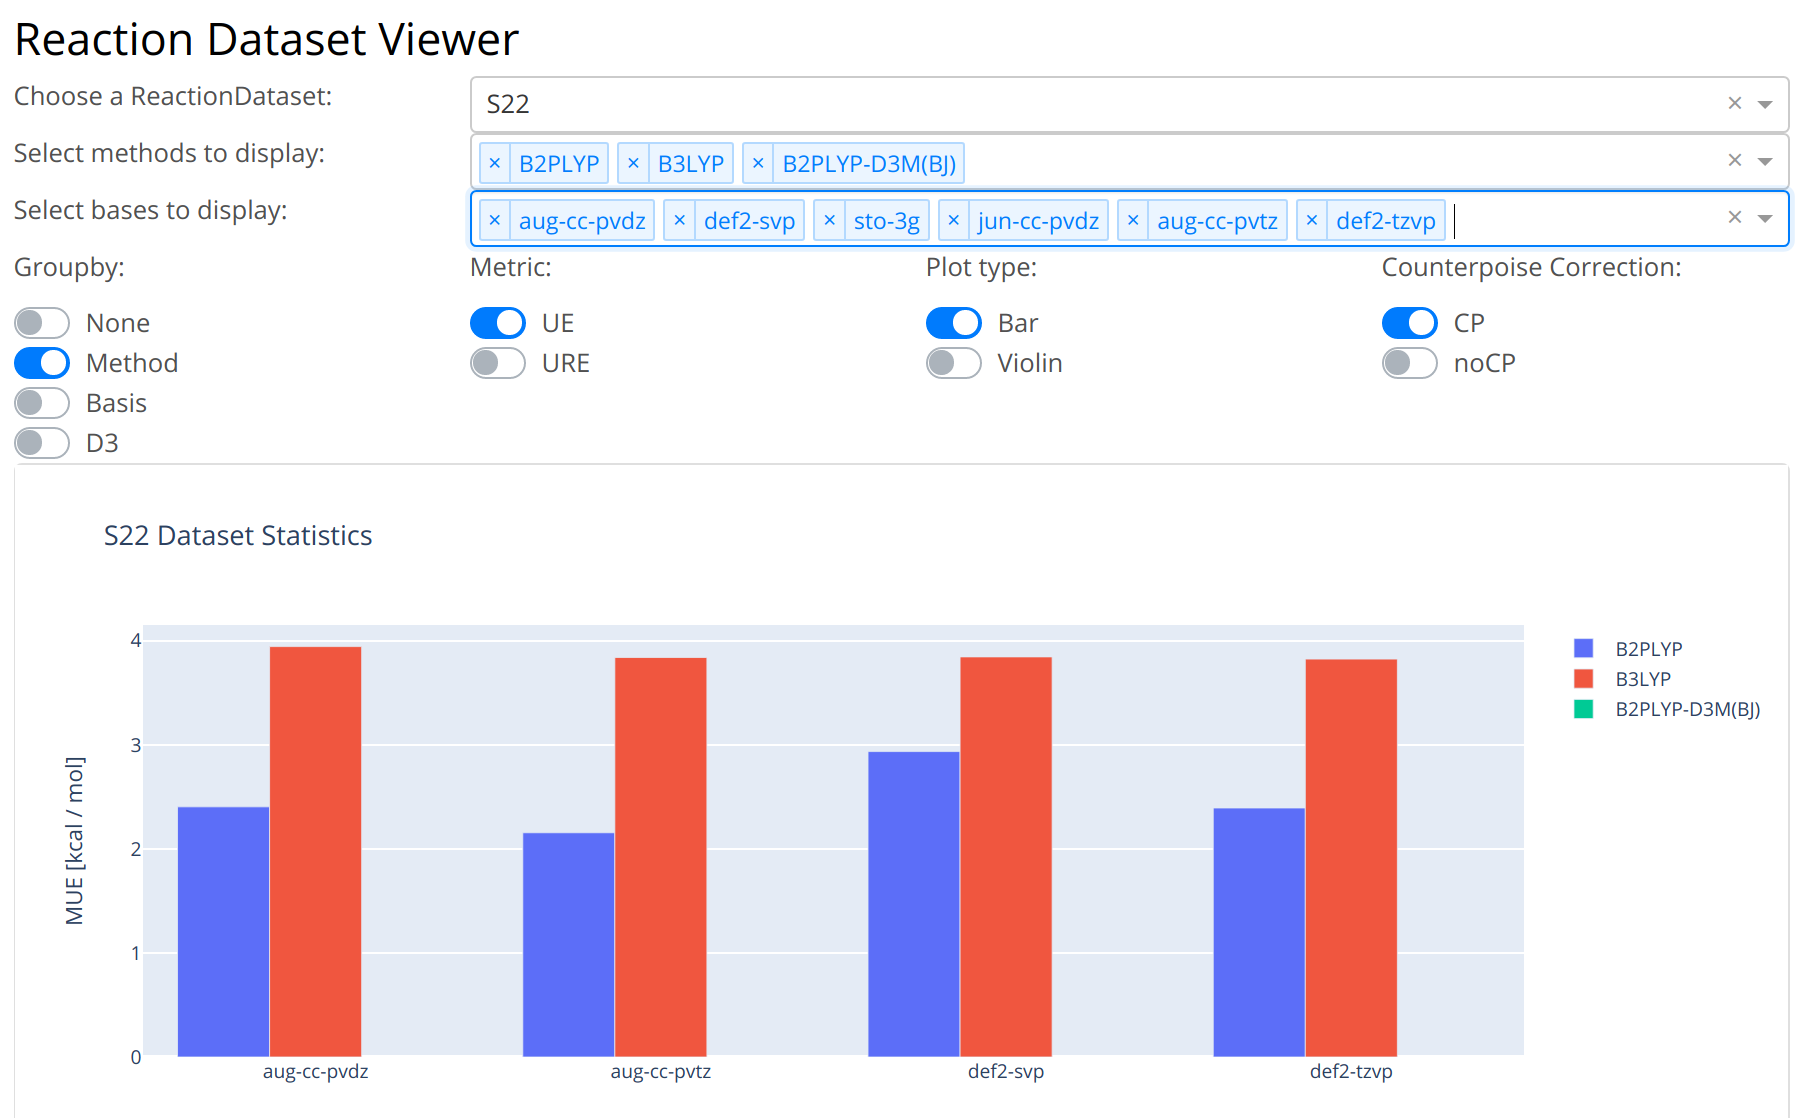 Reaction Dataset Viewer
Choose a ReactionDataset:
S22
× 
Select methods to display:
× B2PLYP × B3LYP × B2PLYP-D3M(BJ)
×
Select bases to display:
× aug-cc-pvdz × def2-svp × sto-3g × jun-cc-pvdz × aug-cc-pvtz × def2-tzvp
×
Groupby:
None
Method
Basis
D3
Metric:
UE
URE
Plot type:
Bar
Violin
Counterpoise Correction:
CP
noCP
S22 Dataset Statistics
MUE [kcal / mol]
4
3
2
1
0
aug-cc-pvdz
aug-cc-pvtz
def2-svp
def2-tzvp
B2PLYP
B3LYP
B2PLYP-D3M(BJ)